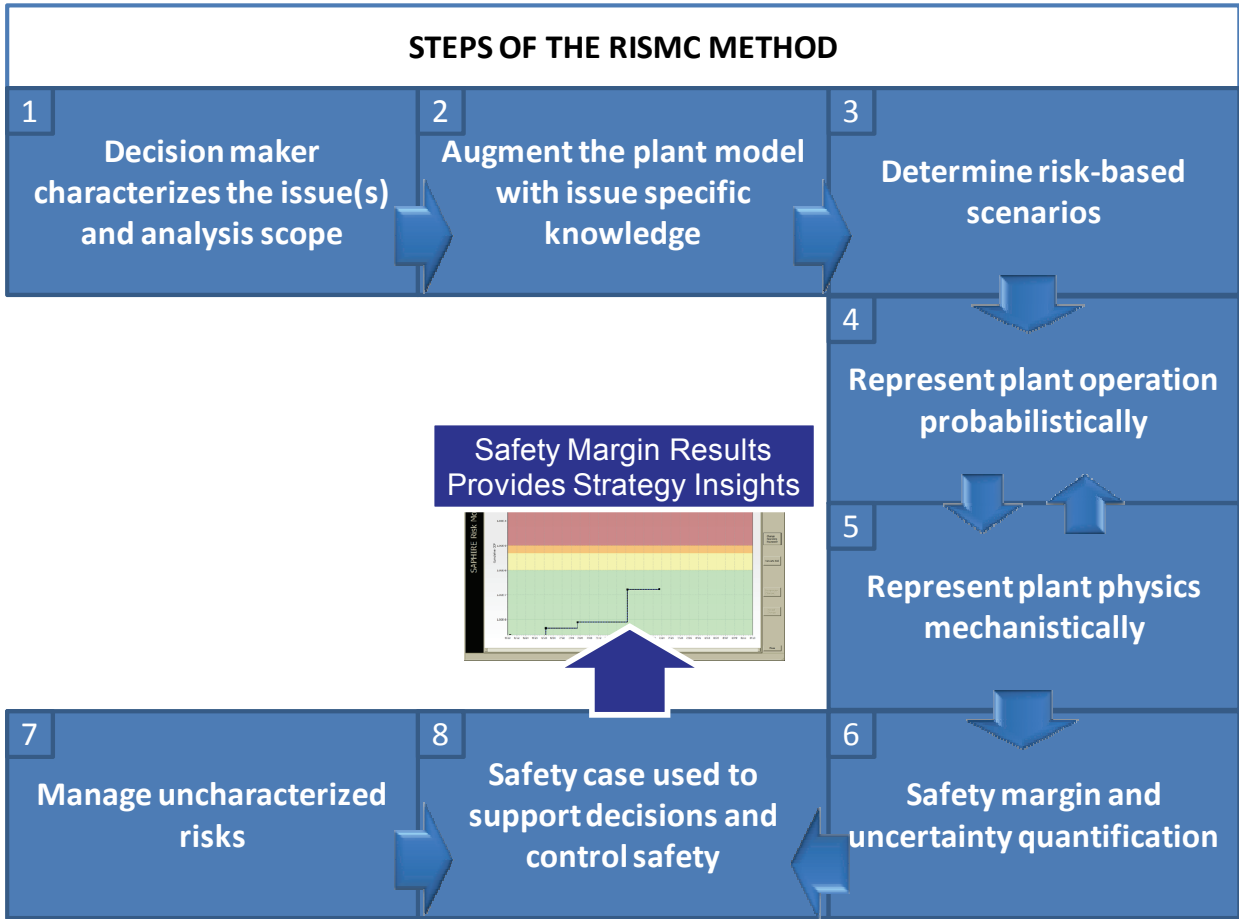 STEPS OF THE RISMC METHOD
1
Decision maker
characterizes the issue(s)
and analysis scope
2
Augment the plant model
with issue specific
knowledge
3
Determine risk-based
scenarios
4
Represent plant operation
probabilistically
5
Represent plant physics
mechanistically
6
Safety margin and
uncertainty quantification
7
Manage uncharacterized
risks
8
Safety case used to
support decisions and
control safety
Safety Margin Results
Provides Strategy Insights
SAPHIRE Risk